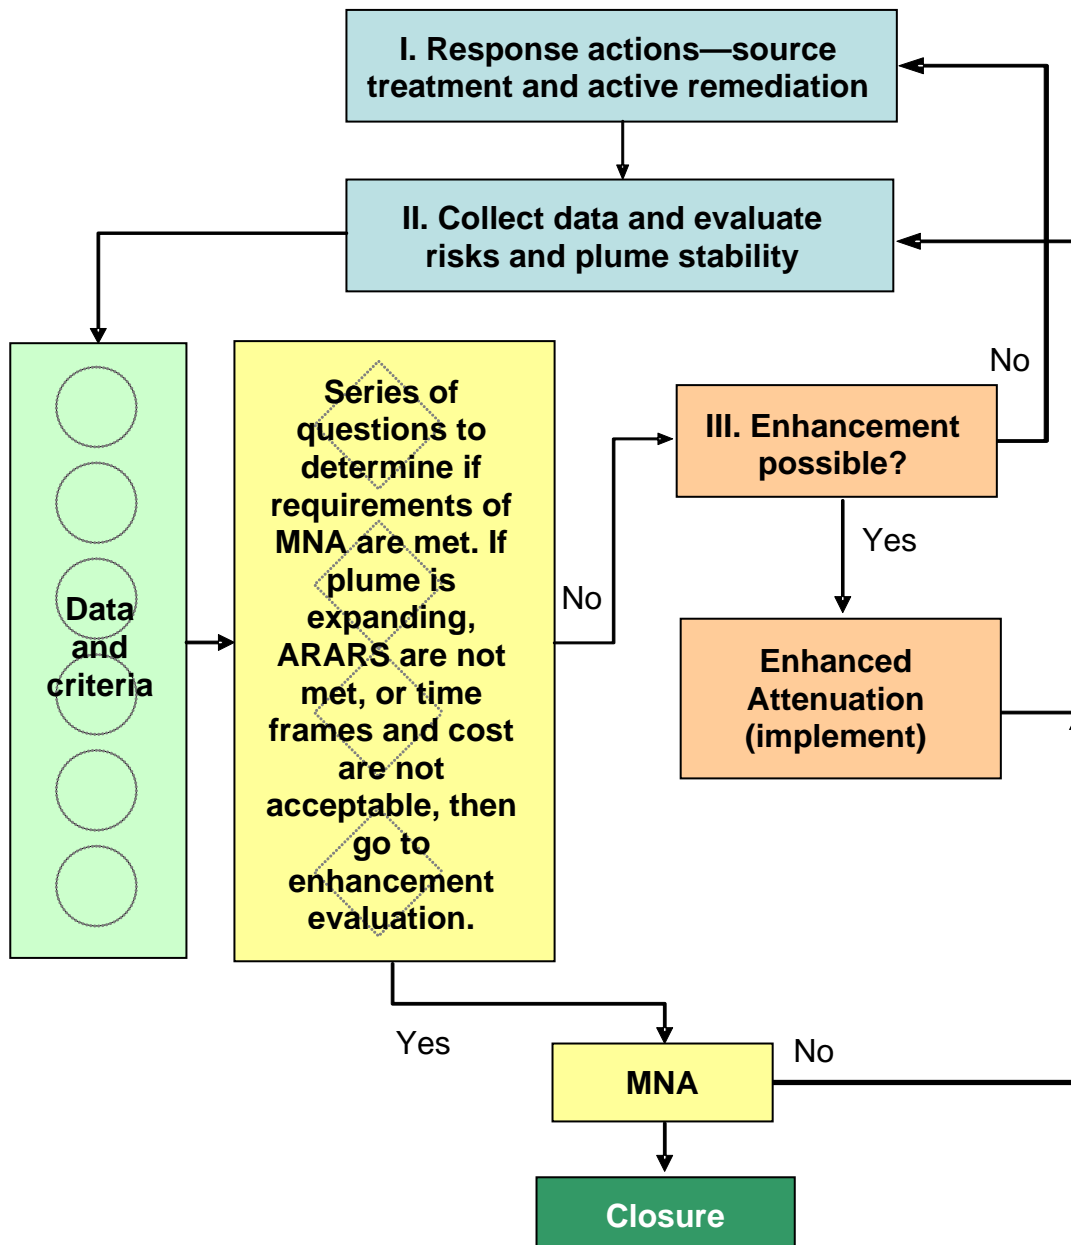 I. Response actions—source
treatment and active remediation
II. Collect data and evaluate
risks and plume stability
Data
and
criteria
Series of
questions to
determine if
requirements of
MNA are met. If
plume is
expanding,
ARARS are not
met, or time
frames and cost
are not
acceptable, then
go to
enhancement
evaluation.
No
III. Enhancement
possible?
No
Yes
Enhanced
Attenuation
(implement)
Yes
MNA
No
Closure